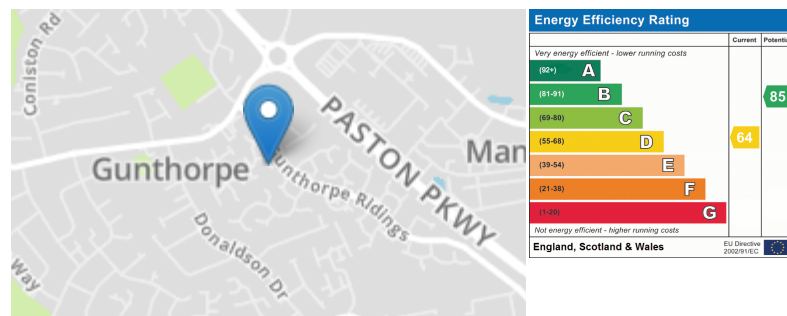 Coniston Rd
PASTON PKWY
Gunthorpe
Man
unthorpe Ridings
Donaldson Dr
Way
Energy Efficiency Rating
Current Potentia
Very energy efficient - lower running costs
(92+) A
(81-91) B
85
(69-80) C
(55-68) D
64
(39-54) E
(21-38) F
(1-20) G
Not energy efficient - higher running costs
England, Scotland & Wales
EU Directive
2002/91/EC